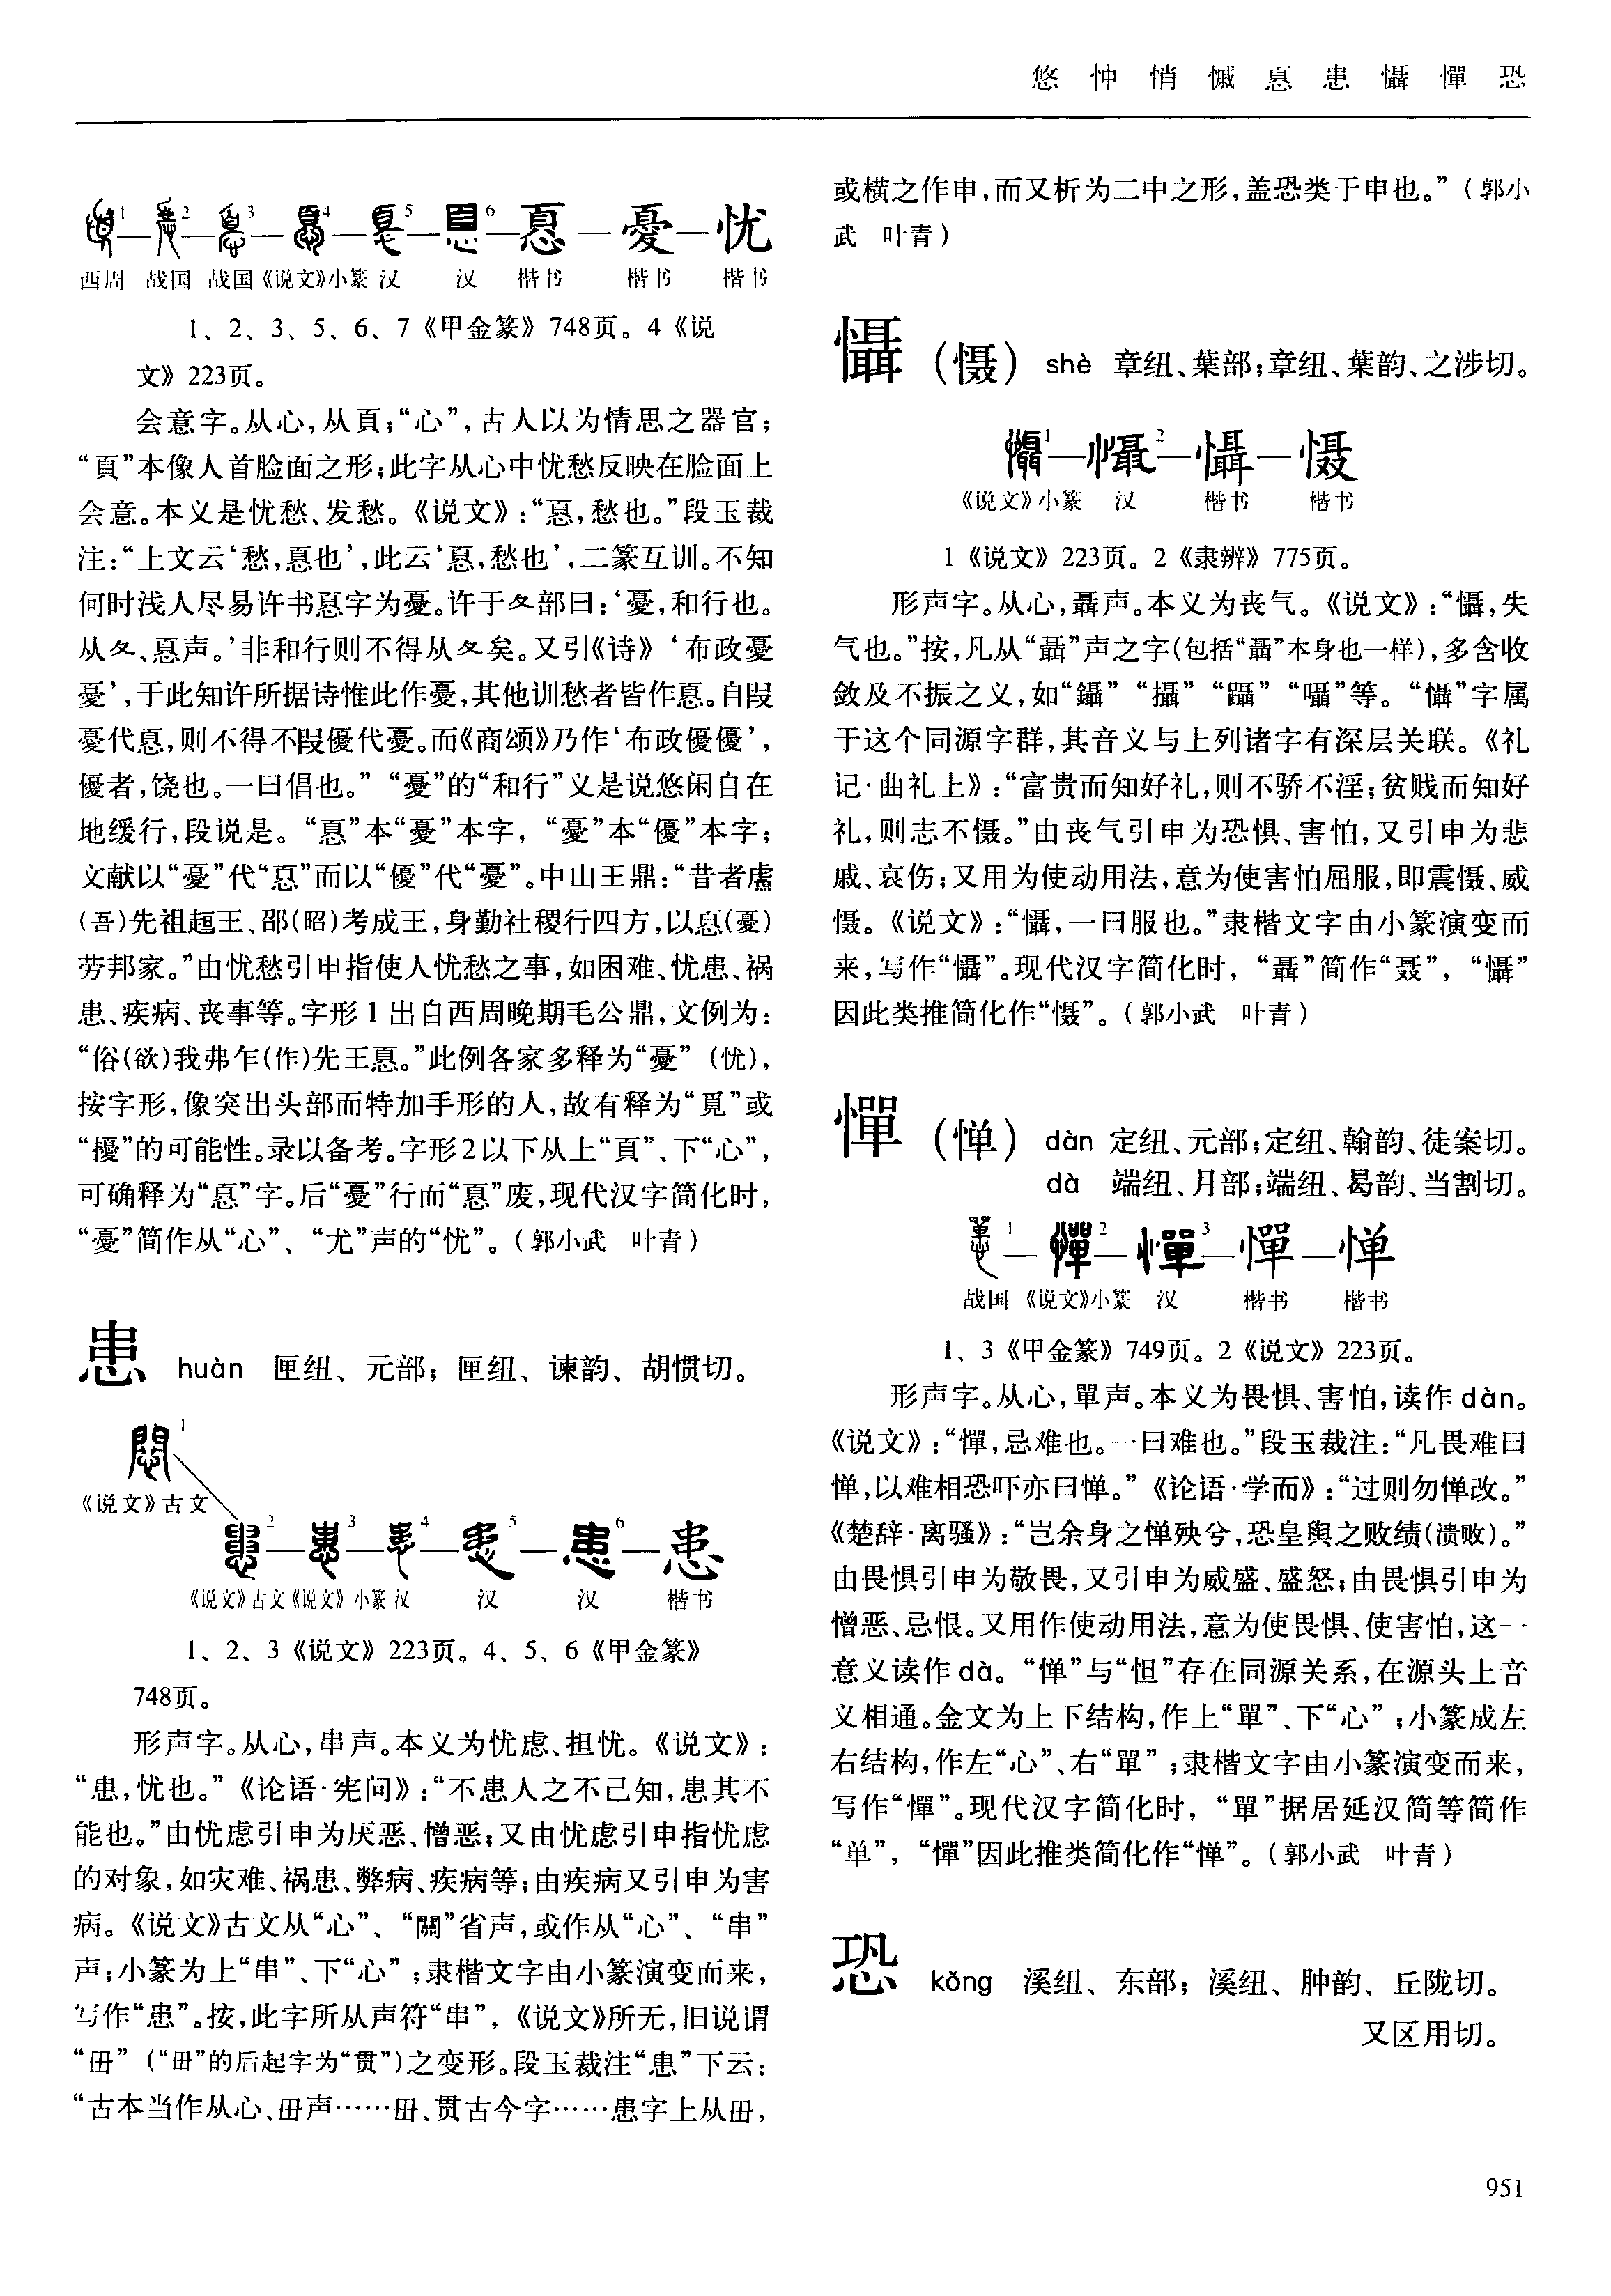 悠 忡 悄 慽 㥑 患 懾 憚 恐
1 2 3 4 5 6 㥑 憂 忧
西周 战国 战国《说文》小篆 汉 汉 楷书 楷书 楷书
1、2、3、5、6、7《甲金篆》748页。4《说
文》223页。
会意字。从心,从頁;“心”,古人以为情思之器官;
“頁”本像人首脸面之形;此字从心中忧愁反映在脸面上
会意。本义是忧愁、发愁。《说文》:“㥑,愁也。”段玉裁
注:“上文云‘愁,㥑也’,此云‘㥑,愁也’,二篆互训。不知
何时浅人尽易许书㥑字为憂。许于夊部曰:‘憂,和行也。
从夊、㥑声。’非和行则不得从夊矣。又引《诗》‘布政憂
憂’,于此知许所据诗惟此作憂,其他训愁者皆作㥑。自叚
憂代㥑,则不得不叚優代憂。而《商颂》乃作‘布政優優’,
優者,饶也。一曰倡也。”“憂”的“和行”义是说悠闲自在
地缓行,段说是。“㥑”本“憂”本字,“憂”本“優”本字;
文献以“憂”代“㥑”而以“優”代“憂”。中山王鼎:“昔者
(吾)先祖趄王、邵(昭)考成王,身勤社稷行四方,以㥑(憂)
劳邦家。”由忧愁引申指使人忧愁之事,如困难、忧患、祸
患、疾病、丧事等。字形1出自西周晚期毛公鼎,文例为:
“俗(欲)我弗乍(作)先王㥑。”此例各家多释为“憂”(忧),
按字形,像突出头部而特加手形的人,故有释为“覓”或
“擾”的可能性。录以备考。字形2以下从上“頁”、下“心”,
可确释为“㥑”字。后“憂”行而“㥑”废,现代汉字简化时,
“憂”简作从“心”、“尤”声的“忧”。(郭小武 叶青)
患 huàn 匣纽、元部;匣纽、谏韵、胡惯切。
1
《说文》古文
2 3 4 5 6 患
《说文》古文《说文》小篆 汉 汉 汉 楷书
1、2、3《说文》223页。4、5、6《甲金篆》
748页。
形声字。从心,串声。本义为忧虑、担忧。《说文》:
“患,忧也。”《论语·宪问》:“不患人之不己知,患其不
能也。”由忧虑引申为厌恶、憎恶;又由忧虑引申指忧虑
的对象,如灾难、祸患、弊病、疾病等;由疾病又引申为害
病。《说文》古文从“心”、“關”省声,或作从“心”、“串”
声;小篆为上“串”、下“心”;隶楷文字由小篆演变而来,
写作“患”。按,此字所从声符“串”,《说文》所无,旧说谓
“毌”(“毌”的后起字为“贯”)之变形。段玉裁注“患”下云:
“古本当作从心、毌声……毌、贯古今字……患字上从毌,
或横之作申,而又析为二中之形,盖恐类于申也。”(郭小
武 叶青)
懾(慑) shè 章纽、葉部;章纽、葉韵、之涉切。
1 2 懾 慑
《说文》小篆 汉 楷书 楷书
1《说文》223页。2《隶辨》775页。
形声字。从心,聶声。本义为丧气。《说文》:“懾,失
气也。”按,凡从“聶”声之字(包括“聶”本身也一样),多含收
敛及不振之义,如“鑷”“攝”“躡”“囁”等。“懾”字属
于这个同源字群,其音义与上列诸字有深层关联。《礼
记·曲礼上》:“富贵而知好礼,则不骄不淫;贫贱而知好
礼,则志不慑。”由丧气引申为恐惧、害怕,又引申为悲
戚、哀伤;又用为使动用法,意为使害怕屈服,即震慑、威
慑。《说文》:“懾,一曰服也。”隶楷文字由小篆演变而
来,写作“懾”。现代汉字简化时,“聶”简作“聂”,“懾”
因此类推简化作“慑”。(郭小武 叶青)
憚(惮) dàn 定纽、元部;定纽、翰韵、徒案切。
dá 端纽、月部;端纽、曷韵、当割切。
1 2 3 憚 惮
战国 《说文》小篆 汉 楷书 楷书
1、3《甲金篆》749页。2《说文》223页。
形声字。从心,單声。本义为畏惧、害怕,读作dàn。
《说文》:“憚,忌难也。一曰难也。”段玉裁注:“凡畏难曰
惮,以难相恐吓亦曰惮。”《论语·学而》:“过则勿惮改。”
《楚辞·离骚》:“岂余身之惮殃兮,恐皇舆之败绩(溃败)。”
由畏惧引申为敬畏,又引申为威盛、盛怒;由畏惧引申为
憎恶、忌恨。又用作使动用法,意为使畏惧、使害怕,这一
意义读作dá。“惮”与“怛”存在同源关系,在源头上音
义相通。金文为上下结构,作上“單”、下“心”;小篆成左
右结构,作左“心”、右“單”;隶楷文字由小篆演变而来,
写作“憚”。现代汉字简化时,“單”据居延汉简等简作
“单”,“憚”因此推类简化作“惮”。(郭小武 叶青)
恐 kǒng 溪纽、东部;溪纽、肿韵、丘陇切。
又区用切。
951